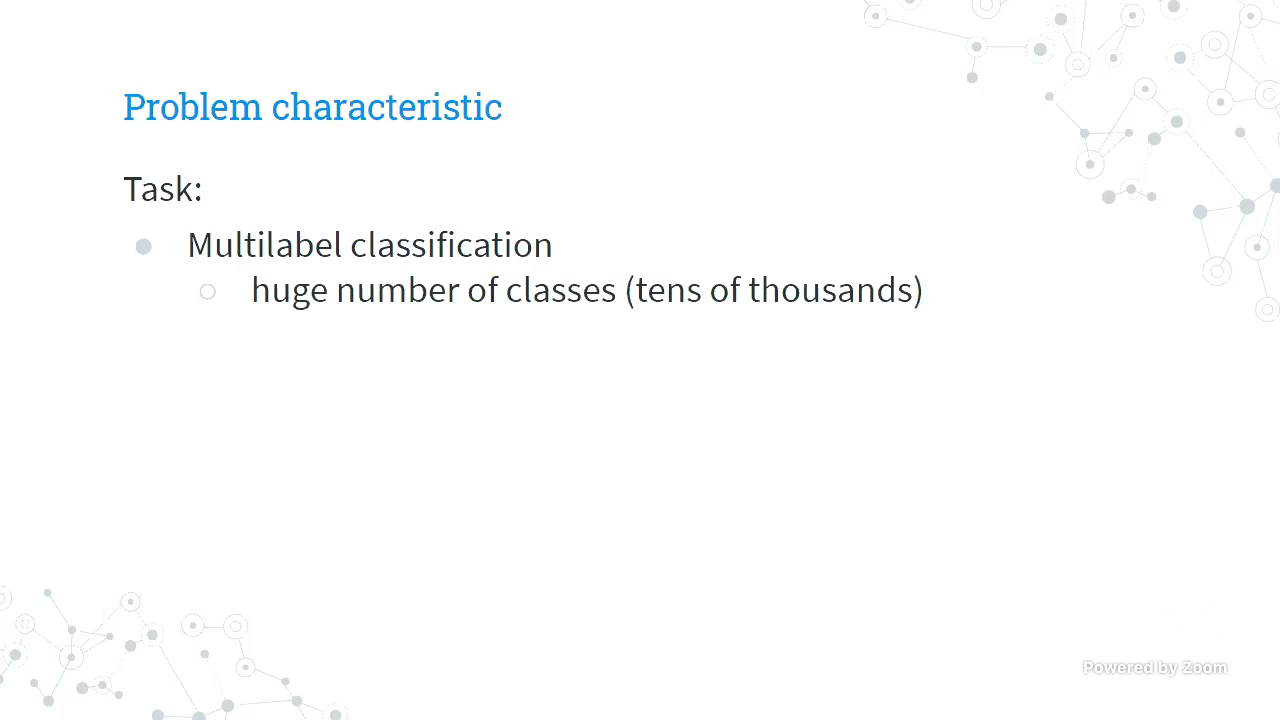 Problem characteristic
Task:
Multilabel classification
huge number of classes (tens of thousands)
Powered by Zoom